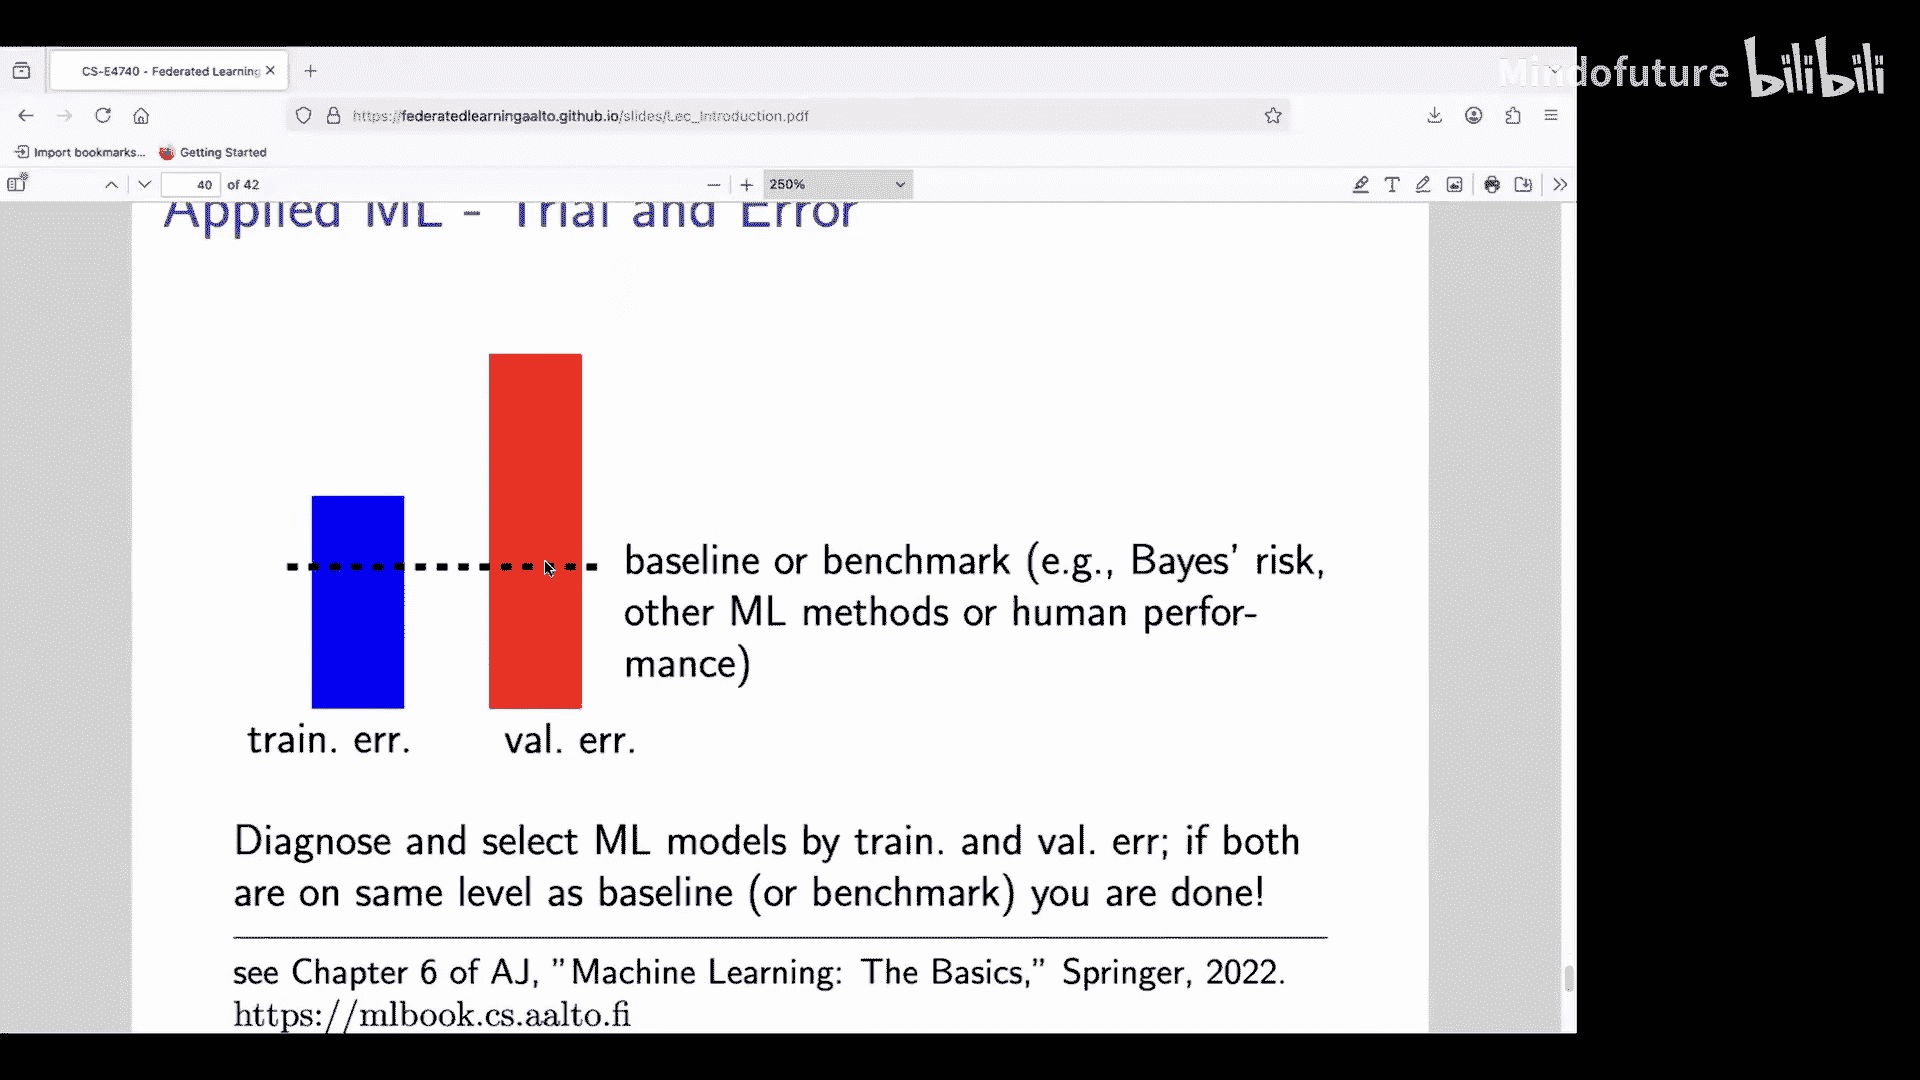 Mindofuture bilibili
CS-E4740 - Federated Learning
https://federatedlearningaalto.github.io/slides/Lec_Introduction.pdf
Import bookmarks... Getting Started
40 of 42 250%
Applied ML - Trial and Error
baseline or benchmark (e.g., Bayes' risk,
other ML methods or human perfor-
mance)
train. err. val. err.
Diagnose and select ML models by train. and val. err; if both
are on same level as baseline (or benchmark) you are done!
see Chapter 6 of AJ, "Machine Learning: The Basics," Springer, 2022.
https://mlbook.cs.aalto.fi